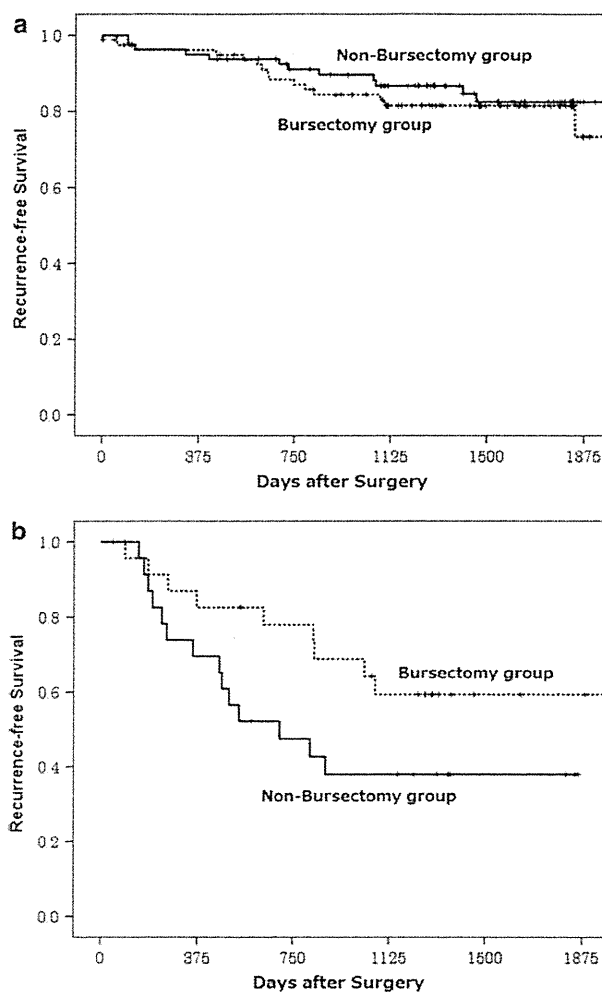 a
1.0
0.8
0.6
0.4
0.2
0.0
Recurrence-free Survival
Non-Bursectomy group
Bursectomy group
0 375 750 1125 1500 1875
Days after Surgery
b
1.0
0.8
0.6
0.4
0.2
0.0
Recurrence-free Survival
Bursectomy group
Non-Bursectomy group
0 375 750 1125 1500 1875
Days after Surgery